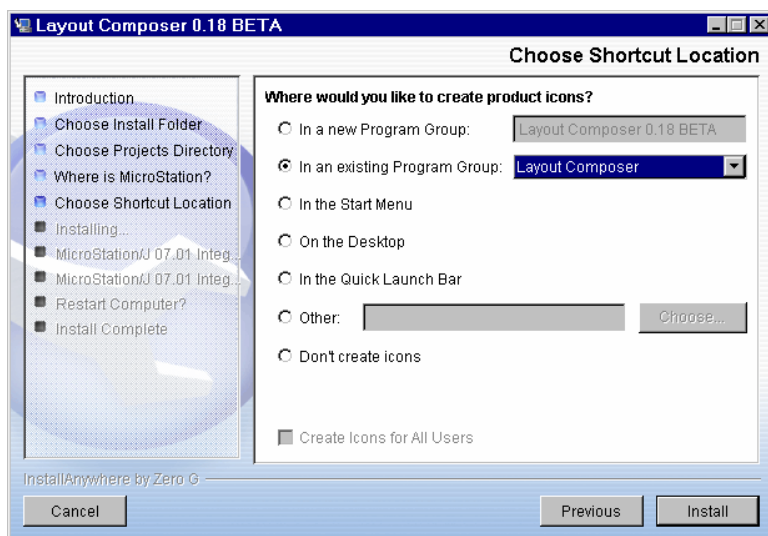 Layout Composer 0.18 BETA
Choose Shortcut Location
Introduction
Choose Install Folder
Choose Projects Directory
Where is MicroStation?
Choose Shortcut Location
Installing...
MicroStation/J 07.01 Integ...
MicroStation/J 07.01 Integ...
Restart Computer?
Install Complete
Where would you like to create product icons?
In a new Program Group: Layout Composer 0.18 BETA
In an existing Program Group: Layout Composer
In the Start Menu
On the Desktop
In the Quick Launch Bar
Other: Choose...
Don't create icons
Create Icons for All Users
InstallAnywhere by Zero G
Cancel Previous Install